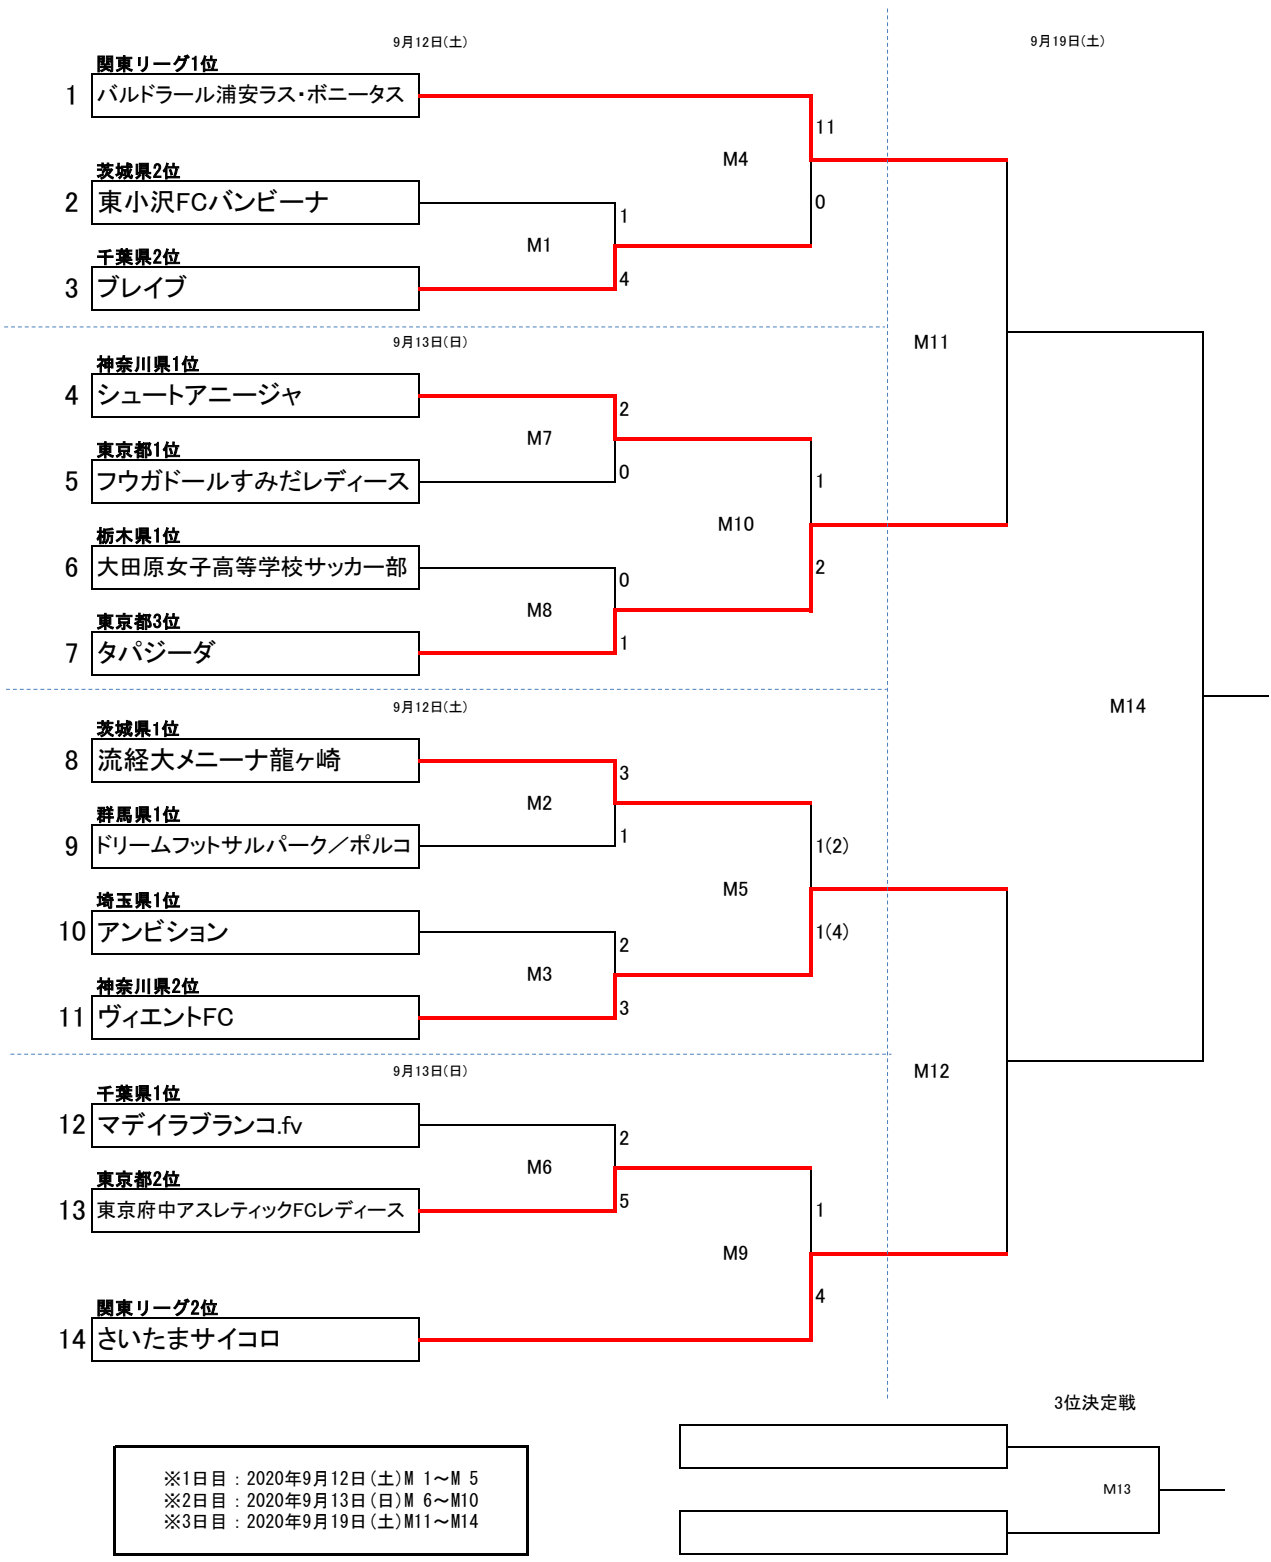 9月12日(土)
9月19日(土)
関東リーグ1位
1
バルドラール浦安ラス・ボニータス
11
M4
茨城県2位
2
東小沢FCバンビーナ
0
1
M1
千葉県2位
3
ブレイブ
4
9月13日(日)
M11
神奈川県1位
4
シュートアニージャ
2
M7
東京都1位
5
フウガドールすみだレディース
0
1
M10
栃木県1位
6
大田原女子高等学校サッカー部
2
0
M8
東京都3位
7
タパジーダ
1
9月12日(土)
M14
茨城県1位
8
流経大メニーナ龍ヶ崎
3
M2
群馬県1位
9
ドリームフットサルパーク／ポルコ
1
1(2)
M5
埼玉県1位
10
アンビション
1(4)
2
M3
神奈川県2位
11
ヴィエントFC
3
9月13日(日)
M12
千葉県1位
12
マデイラブランコ.fv
2
M6
東京都2位
13
東京府中アスレティックFCレディース
5
1
M9
関東リーグ2位
4
14
さいたまサイコロ
3位決定戦
M13
※1日目：2020年9月12日(土)M 1～M 5
※2日目：2020年9月13日(日)M 6～M10
※3日目：2020年9月19日(土)M11～M14